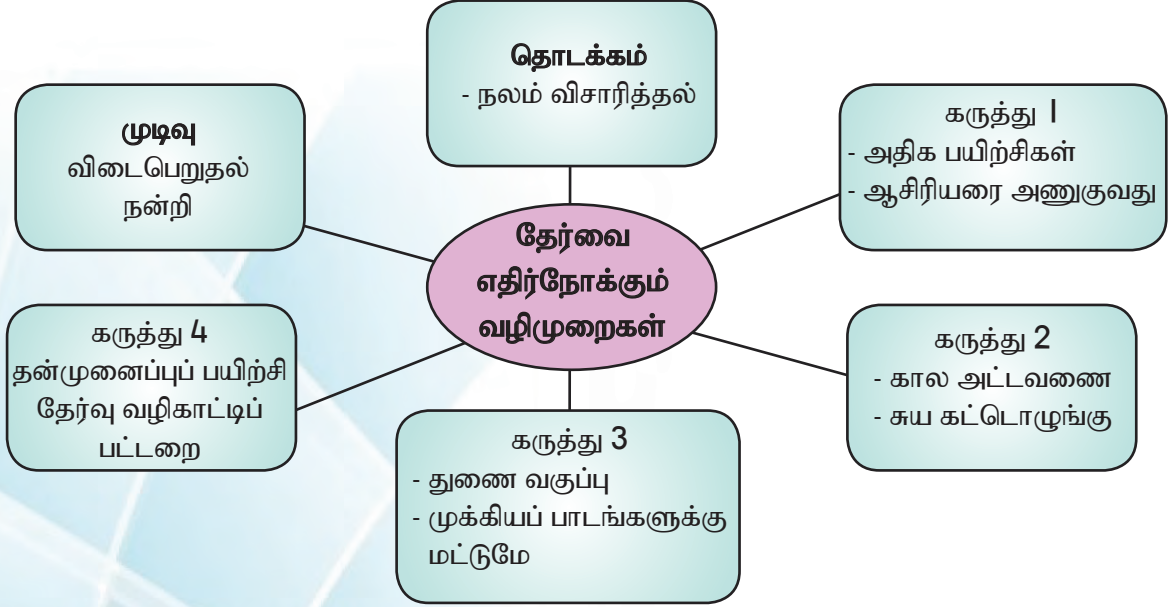 தொடக்கம்
- நலம் விசாரித்தல்
கருத்து 1
- அதிக பயிற்சிகள்
- ஆசிரியரை அணுகுவது
கருத்து 2
- கால அட்டவணை
- சுய கட்டொழுங்கு
கருத்து 3
- துணை வகுப்பு
- முக்கியப் பாடங்களுக்கு
மட்டுமே
கருத்து 4
தன்முனைப்புப் பயிற்சி
தேர்வு வழிகாட்டிப்
பட்டறை
முடிவு
விடைபெறுதல்
நன்றி
தேர்வை
எதிர்நோக்கும்
வழிமுறைகள்